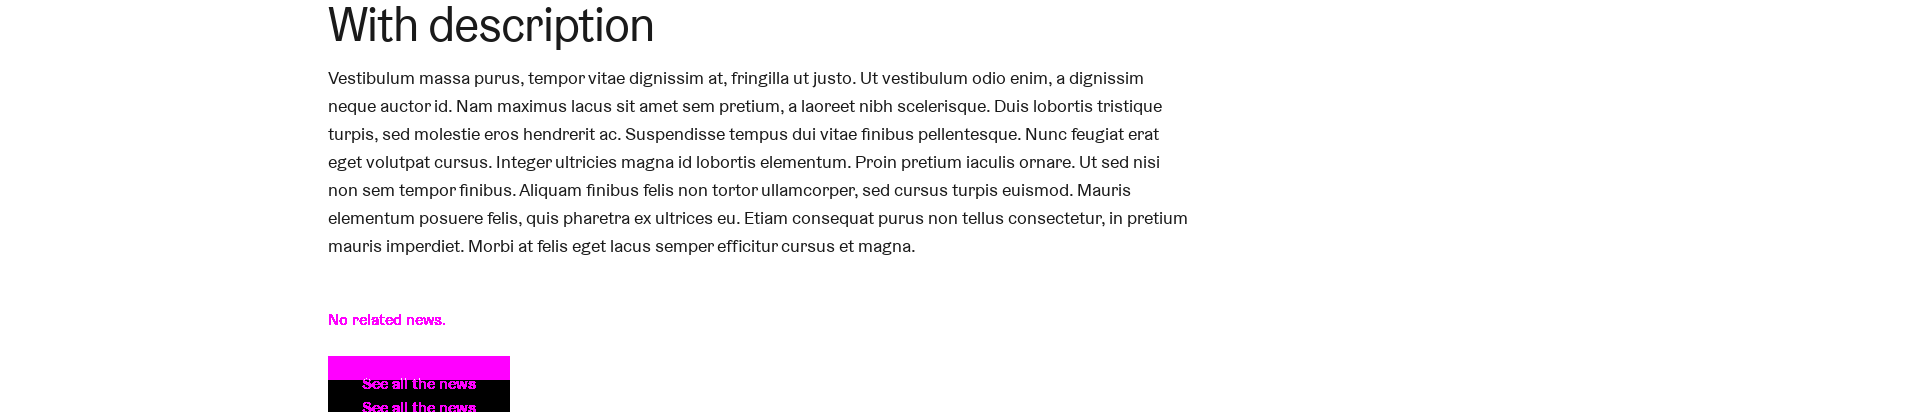 With description
Vestibulum massa purus, tempor vitae dignissim at, fringilla ut justo. Ut vestibulum odio enim, a dignissim
neque auctor id. Nam maximus lacus sit amet sem pretium, a laoreet nibh scelerisque. Duis lobortis tristique
turpis, sed molestie eros hendrerit ac. Suspendisse tempus dui vitae finibus pellentesque. Nunc feugiat erat
eget volutpat cursus. Integer ultricies magna id lobortis elementum. Proin pretium iaculis ornare. Ut sed nisi
non sem tempor finibus. Aliquam finibus felis non tortor ullamcorper, sed cursus turpis euismod. Mauris
elementum posuere felis, quis pharetra ex ultrices eu. Etiam consequat purus non tellus consectetur, in pretium
mauris imperdiet. Morbi at felis eget lacus semper efficitur cursus et magna.
No related news.
See all the news
See all the news